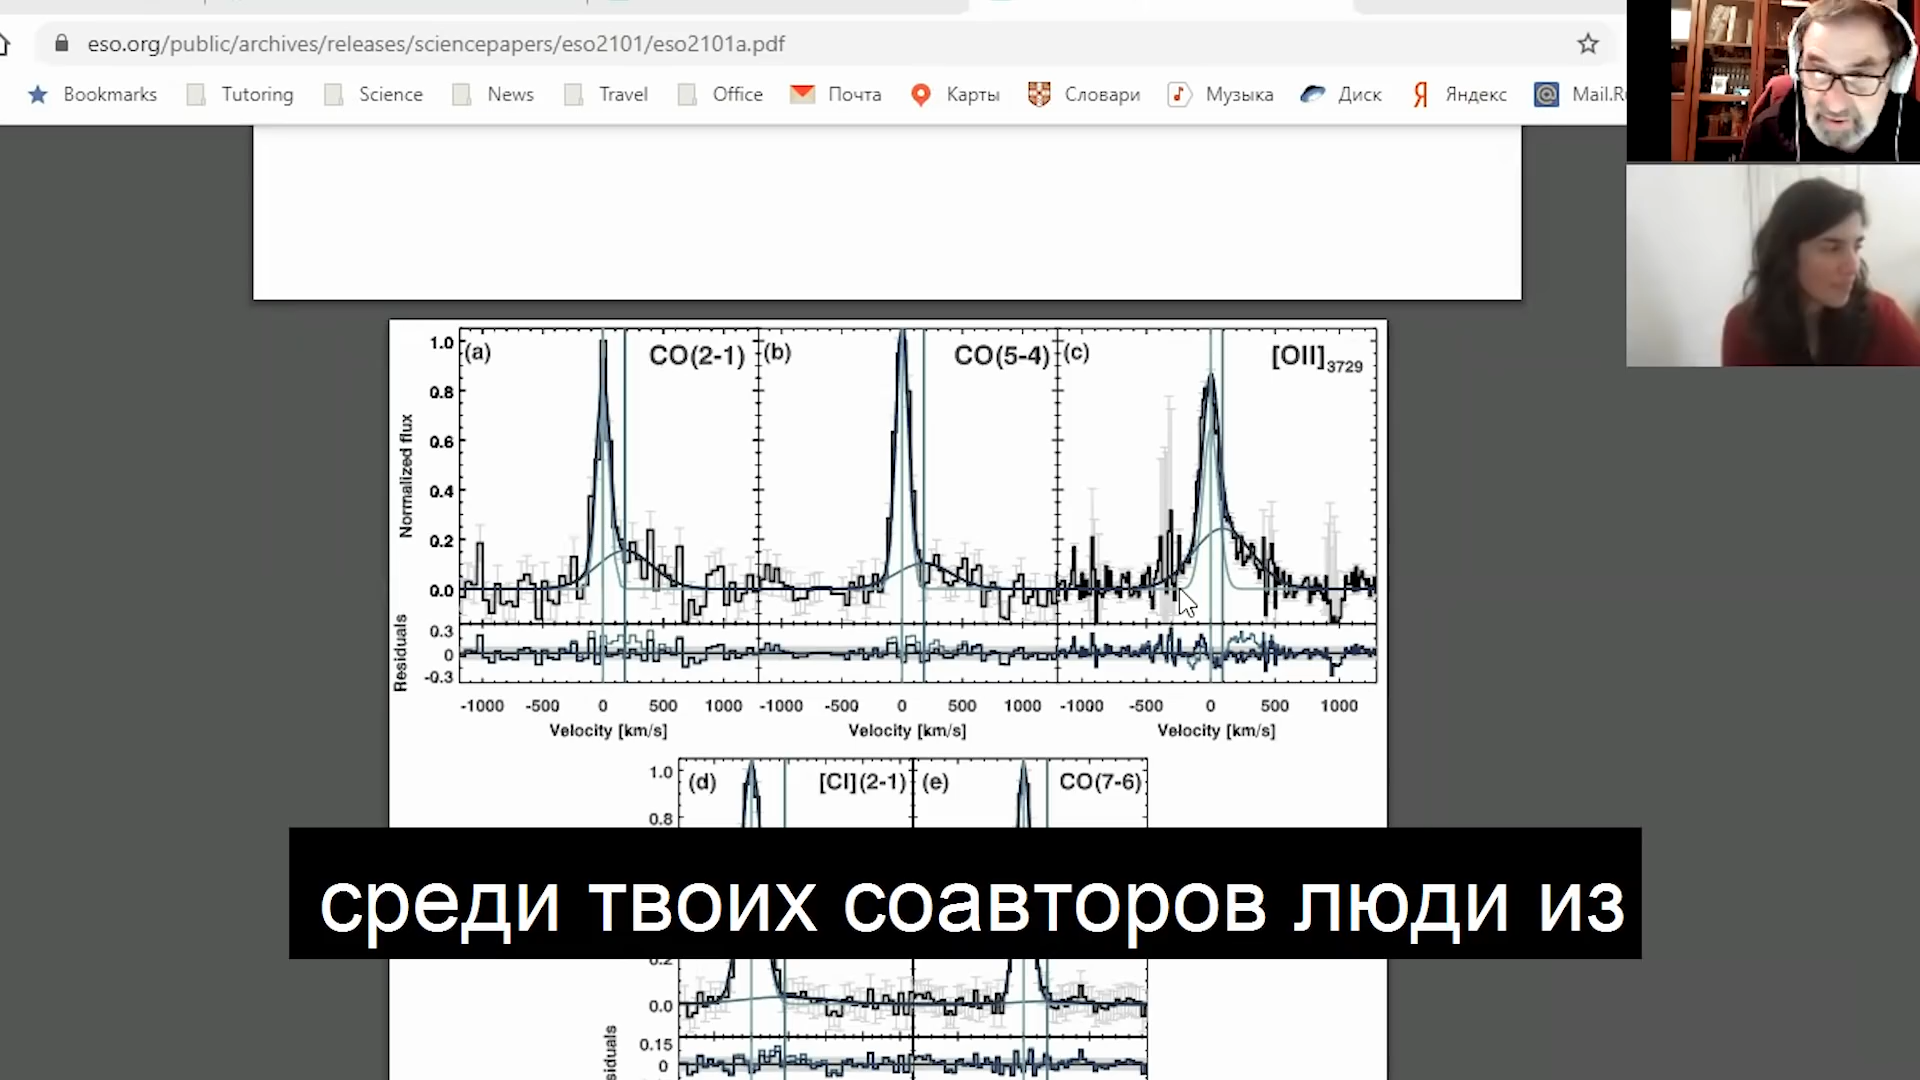 eso.org/public/archives/releases/sciencepapers/eso2101/eso2101a.pdf
Bookmarks Tutoring Science News Travel Office Почта Карты Словари Музыка Диск Яндекс Mail.R
(a) CO(2-1) (b) CO(5-4) (c) [OII]3729
1.0
0.8
0.6
0.4
0.2
0.0
Normalized flux
0.3
0
-0.3
Residuals
-1000 -500 0 500 1000 -1000 -500 0 500 1000 -1000 -500 0 500 1000
Velocity [km/s] Velocity [km/s] Velocity [km/s]
1.0 (d) [CI](2-1) (e) CO(7-6)
0.8
среди твоих соавторов люди из
0.2
0.0
0.15
0